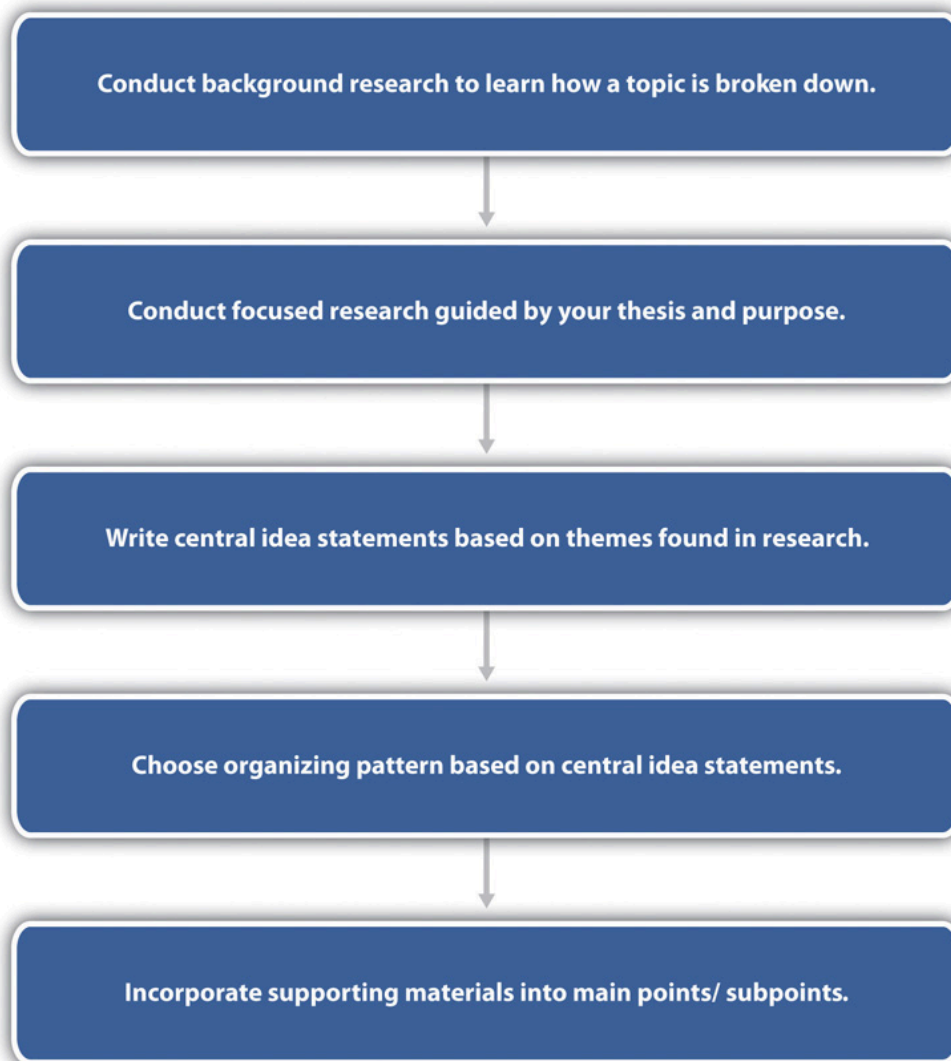 Conduct background research to learn how a topic is broken down.
Conduct focused research guided by your thesis and purpose.
Write central idea statements based on themes found in research.
Choose organizing pattern based on central idea statements.
Incorporate supporting materials into main points/ subpoints.